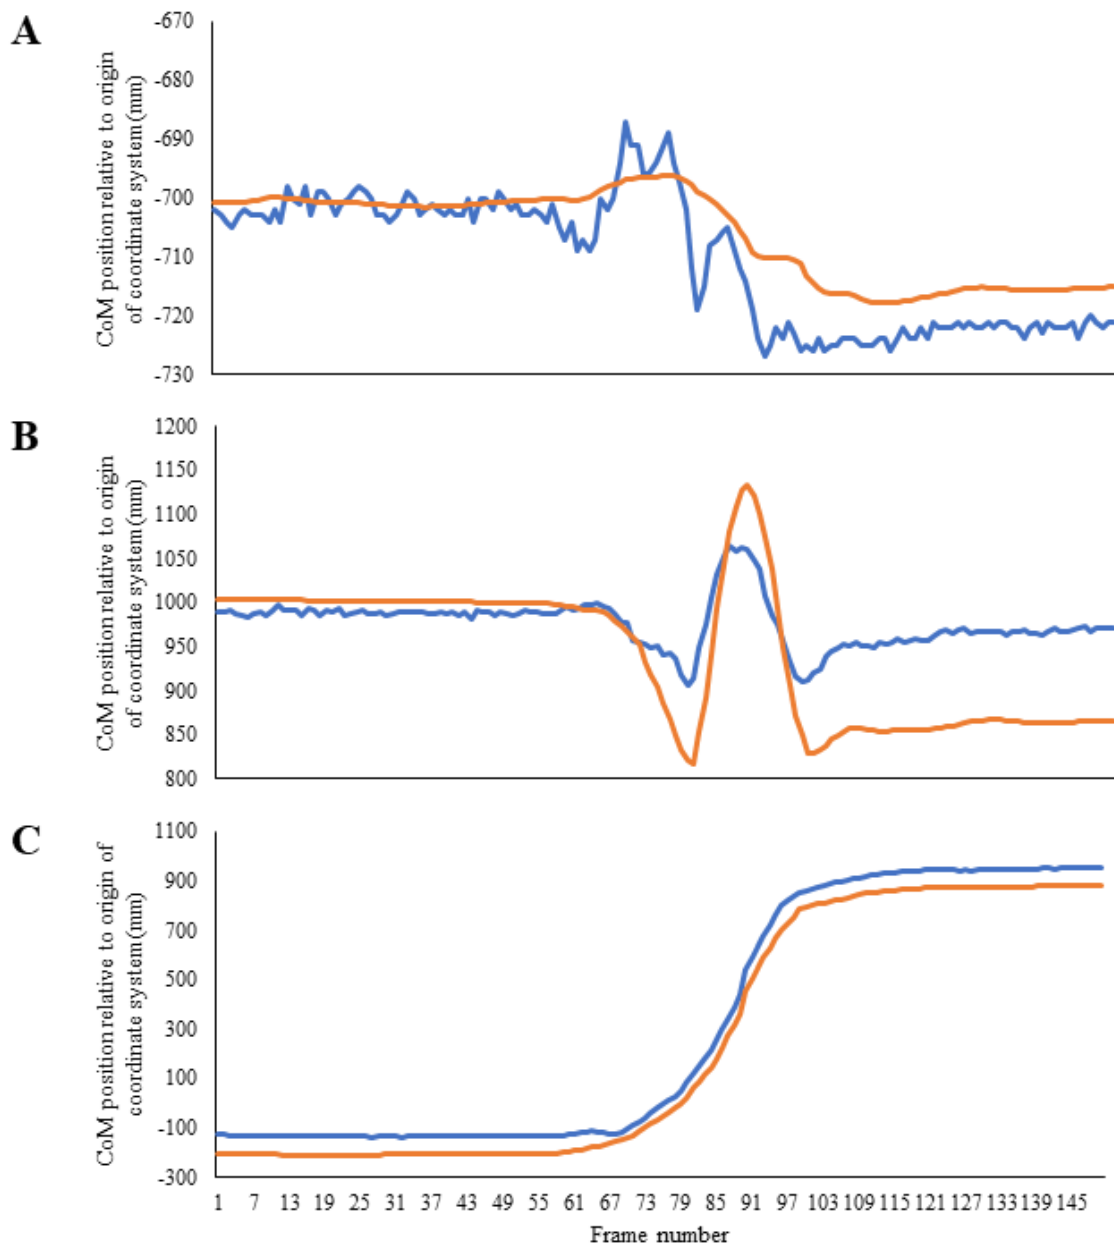 A
CoM position relative to origin
of coordinate system (mm)
-670
-680
-690
-700
-710
-720
-730
B
CoM position relative to origin
of coordinate system (mm)
1200
1150
1100
1050
1000
950
900
850
800
C
CoM position relative to origin of
coordinate system (mm)
1100
900
700
500
300
100
-100
-300
1 7 13 19 25 31 37 43 49 55 61 67 73 79 85 91 97 103 109 115 121 127 133 139 145
Frame number